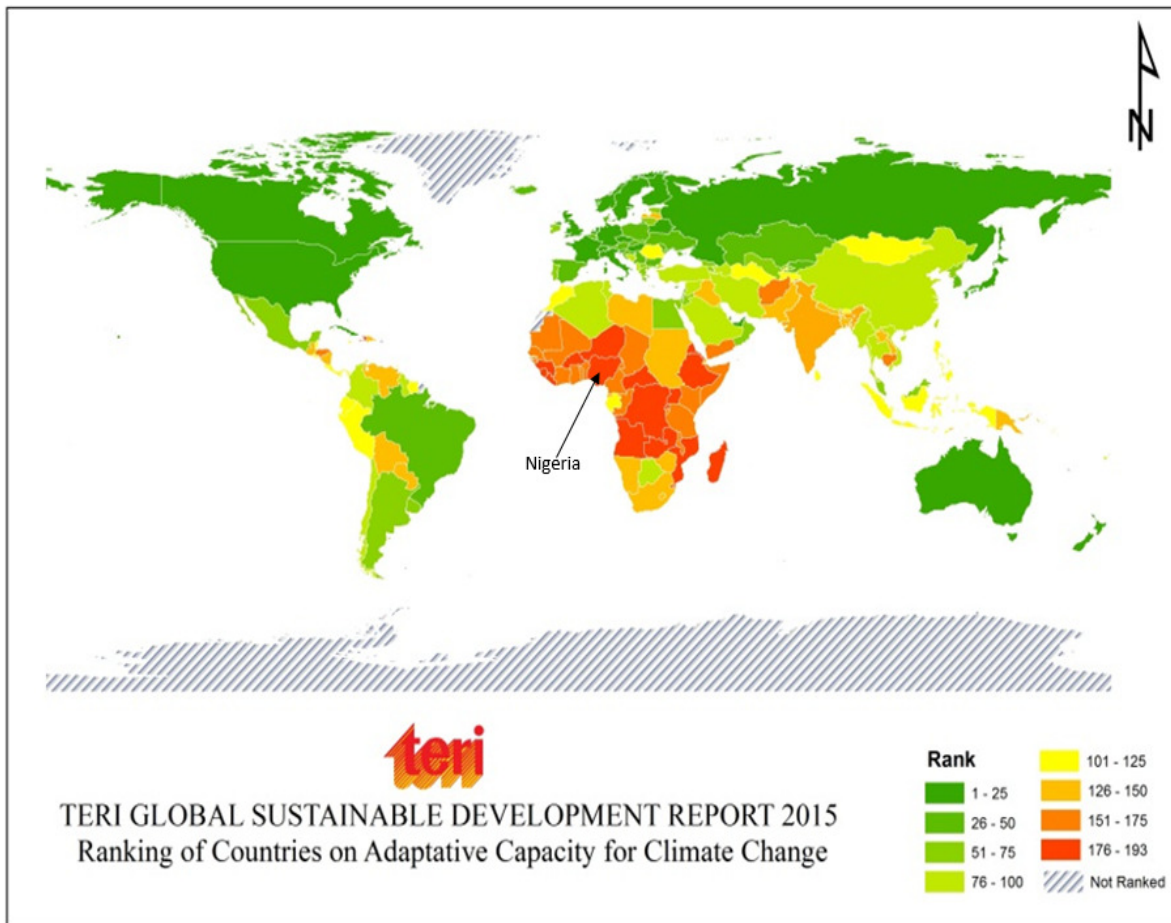 N
Nigeria
teri
TERI GLOBAL SUSTAINABLE DEVELOPMENT REPORT 2015
Ranking of Countries on Adaptative Capacity for Climate Change
Rank
1 - 25
26 - 50
51 - 75
76 - 100
101 - 125
126 - 150
151 - 175
176 - 193
Not Ranked